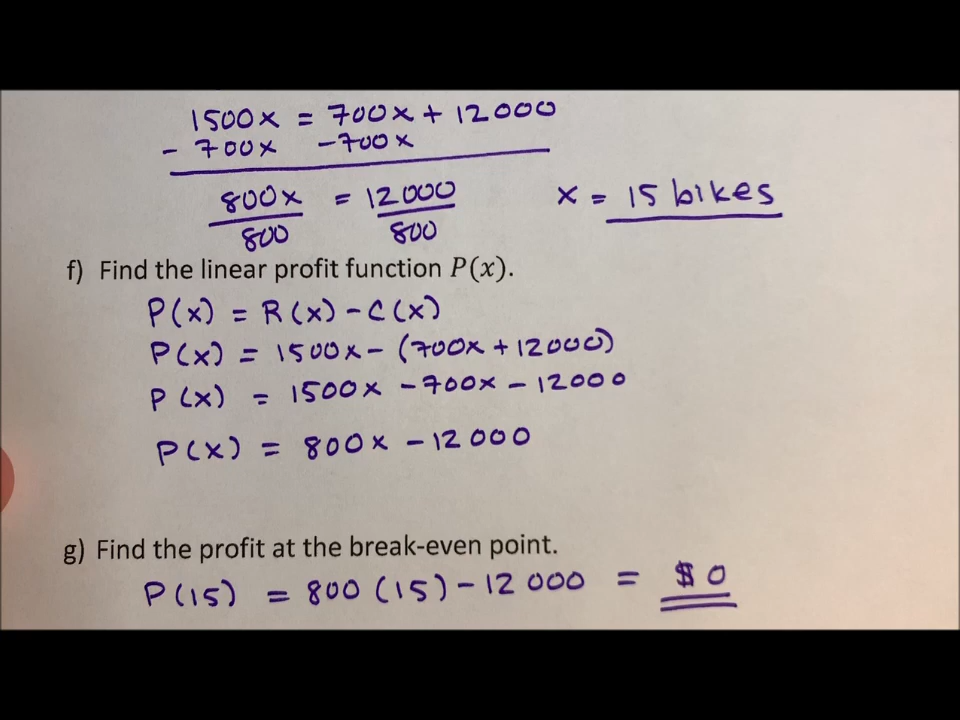 1500x = 700x + 12000
- 700x -700x
800x = 12000 x = 15 bikes
800 800
f) Find the linear profit function P(x).
P(x) = R(x) - C(x)
P(x) = 1500x - (700x + 12000)
P(x) = 1500x - 700x - 12000
P(x) = 800x - 12000
g) Find the profit at the break-even point.
P(15) = 800 (15) - 12 000 = $0